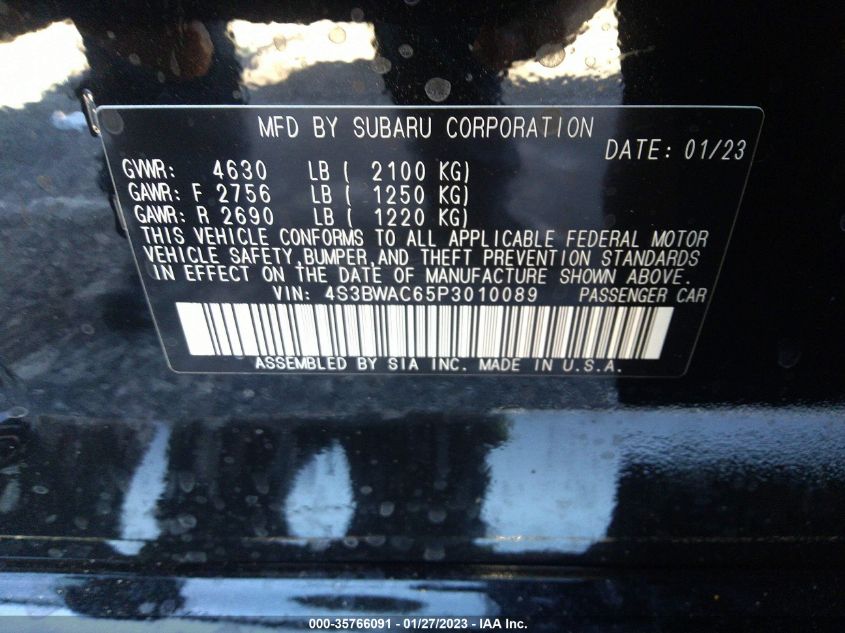 MFD BY SUBARU CORPORATION
DATE: 01/23
GVWR: 4630 LB ( 2100 KG)
GAWR: F 2756 LB ( 1250 KG)
GAWR: R 2690 LB ( 1220 KG)
THIS VEHICLE CONFORMS TO ALL APPLICABLE FEDERAL MOTOR
VEHICLE SAFETY,BUMPER,AND THEFT PREVENTION STANDARDS
IN EFFECT ON THE DATE OF MANUFACTURE SHOWN ABOVE.
VIN: 4S3BWAC65P3010089 PASSENGER CAR
ASSEMBLED BY SIA INC. MADE IN U.S.A.
000-35766091 - 01/27/2023 - IAA Inc.